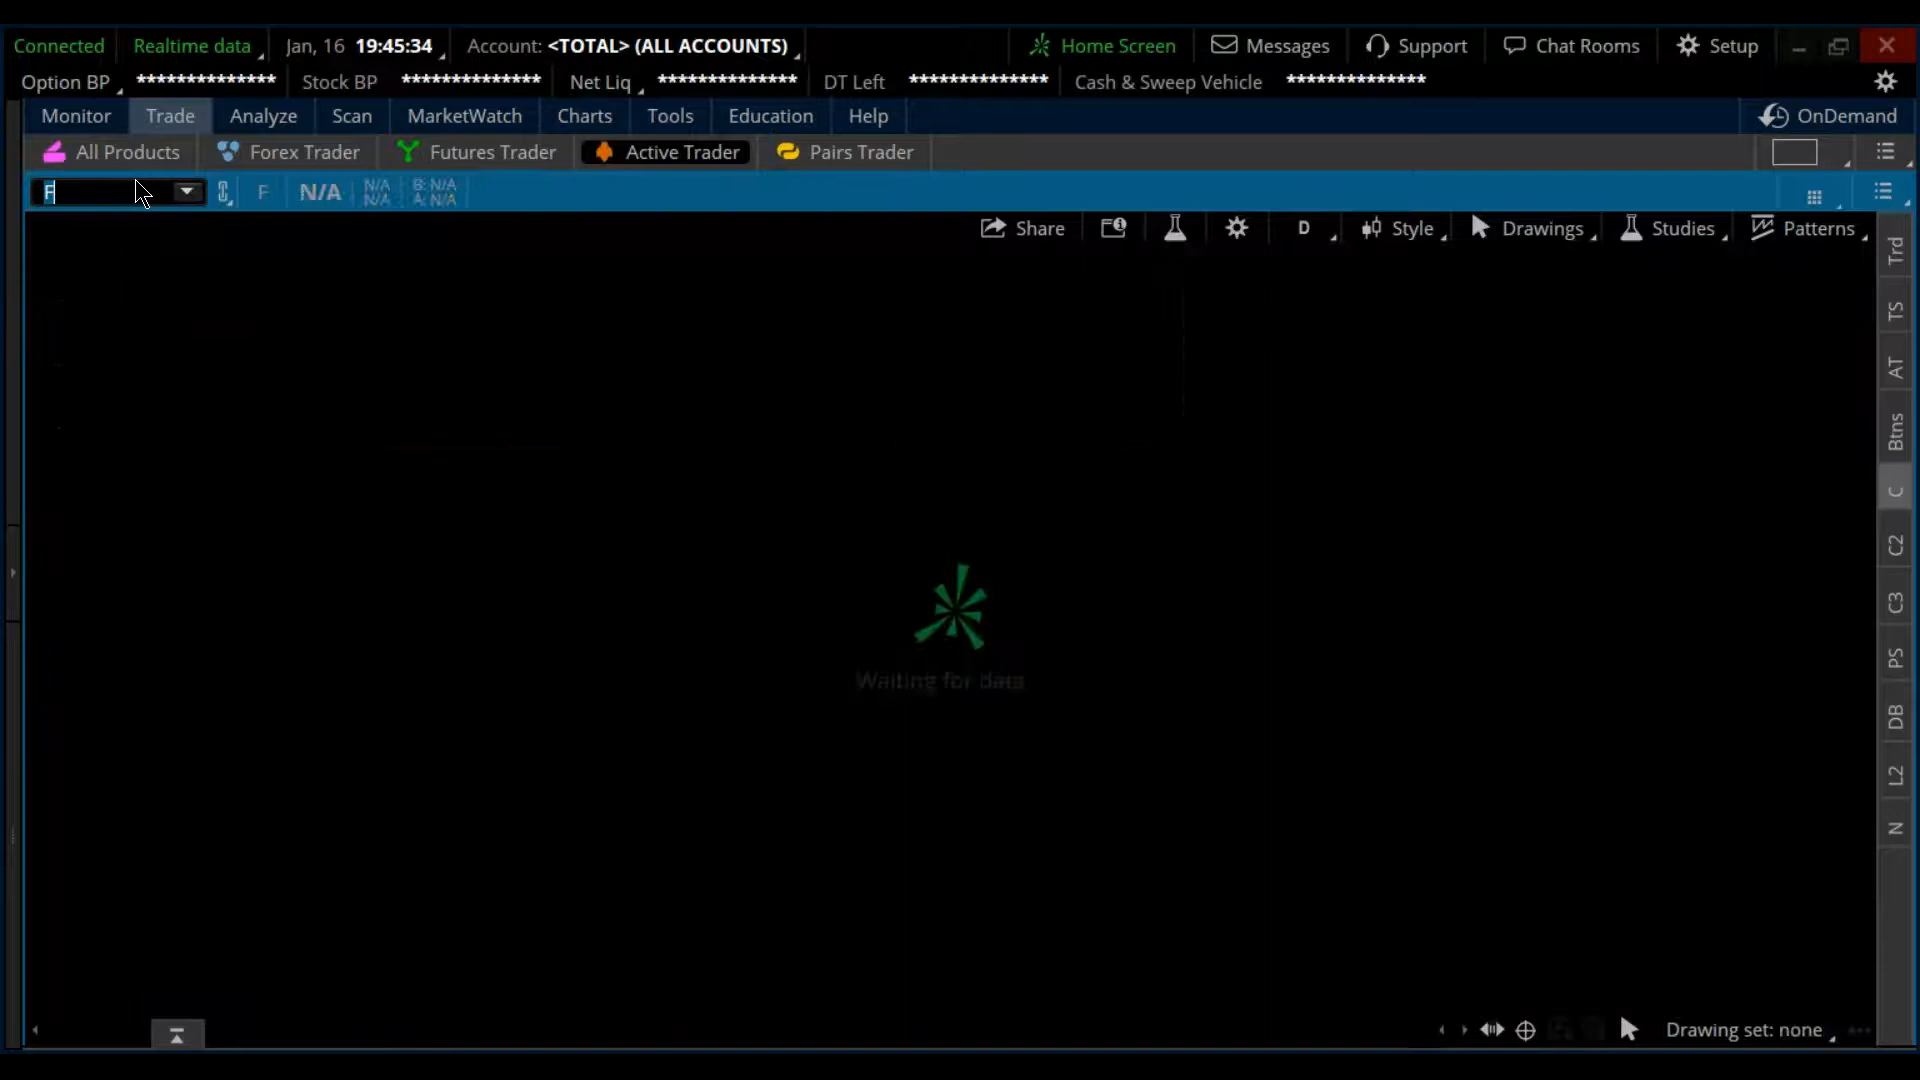 Connected Realtime data Jan, 16 19:45:34 Account: <TOTAL> (ALL ACCOUNTS) Home Screen Messages Support Chat Rooms Setup
Option BP ************** Stock BP ************** Net Liq ************** DT Left ************** Cash & Sweep Vehicle **************
Monitor Trade Analyze Scan MarketWatch Charts Tools Education Help OnDemand
All Products Forex Trader Futures Trader Active Trader Pairs Trader
F F N/A N/A B: N/A
N/A A: N/A
Share D Style Drawings Studies Patterns
Trd
TS
AT
Btns
C
C2
C3
PS
DB
L2
N
Waiting for data
Drawing set: none